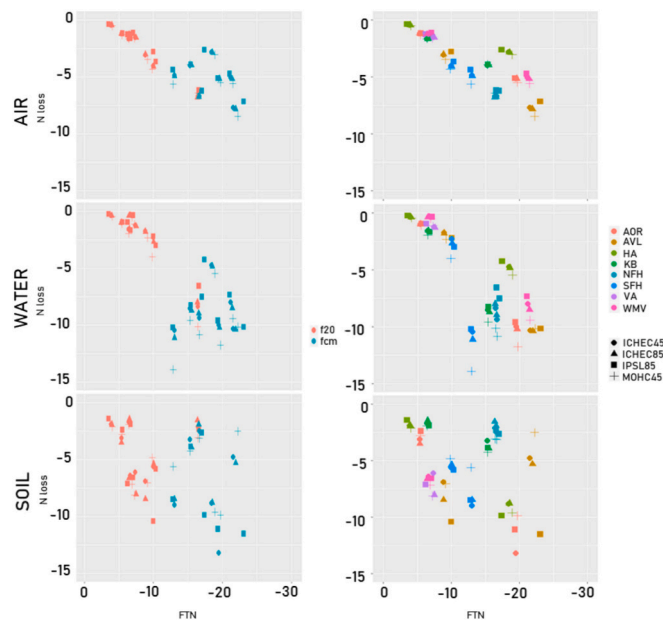 0
-5
-10
-15
AIR
N loss
0
-5
-10
-15
0
-5
-10
-15
WATER
N loss
0
-5
-10
-15
0
-5
-10
-15
SOIL
N loss
0
-5
-10
-15
0 -10 -20 -30
FTN
0 -10 -20 -30
FTN
f20
fcm
AOR
AVL
HA
KB
NFH
SFH
VA
WMV
ICHEC45
ICHEC85
IPSL85
MOHC45